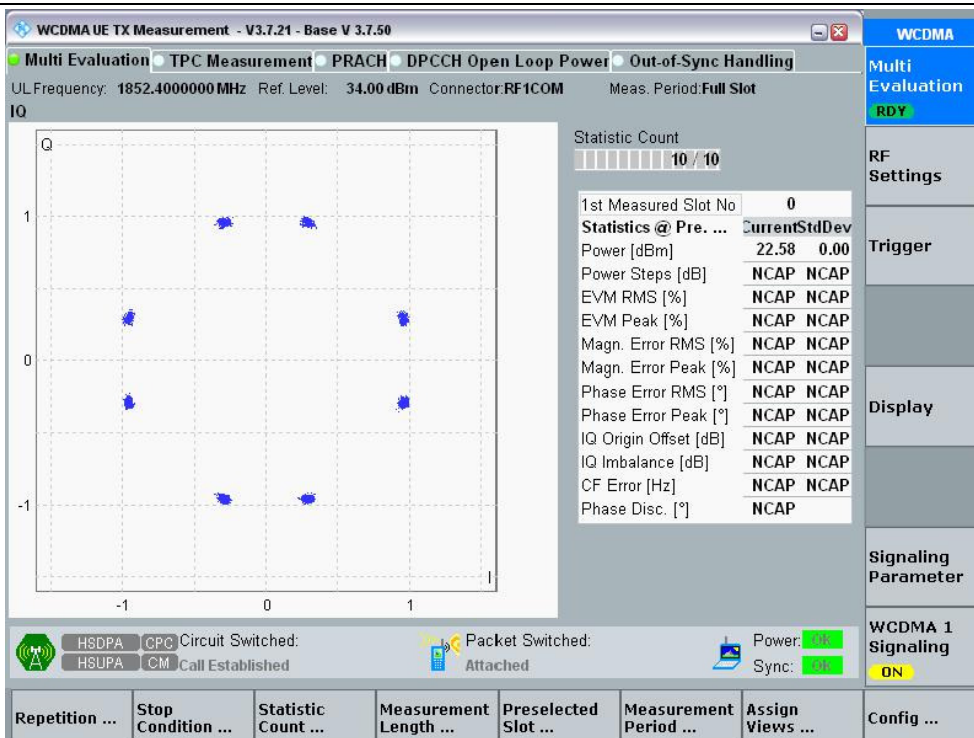 WCDMA UE TX Measurement - V3.7.21 - Base V 3.7.50
WCDMA
Multi Evaluation TPC Measurement PRACH DPCCH Open Loop Power Out-of-Sync Handling
Multi
Evaluation
RDY
UL Frequency: 1852.4000000 MHz Ref. Level: 34.00 dBm Connector:RF1COM Meas. Period:Full Slot
IQ
Q
1
0
-1
-1 0 1
I
Statistic Count
10 / 10
1st Measured Slot No 0
Statistics @ Pre. ... Current StdDev
Power [dBm] 22.58 0.00
Power Steps [dB] NCAP NCAP
EVM RMS [%] NCAP NCAP
EVM Peak [%] NCAP NCAP
Magn. Error RMS [%] NCAP NCAP
Magn. Error Peak [%] NCAP NCAP
Phase Error RMS [°] NCAP NCAP
Phase Error Peak [°] NCAP NCAP
IQ Origin Offset [dB] NCAP NCAP
IQ Imbalance [dB] NCAP NCAP
CF Error [Hz] NCAP NCAP
Phase Disc. [°] NCAP
RF
Settings
Trigger
Display
Signaling
Parameter
WCDMA 1
Signaling
ON
HSDPA CPC Circuit Switched: Packet Switched: Power: OK
HSUPA CM Call Established Attached Sync: OK
Repetition ...
Stop
Condition ...
Statistic
Count ...
Measurement
Length ...
Preselected
Slot ...
Measurement
Period ...
Assign
Views ...
Config ...